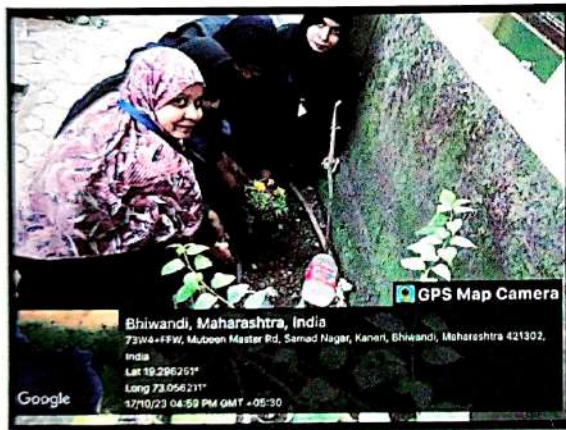 GPS Map Camera
Bhiwandi, Maharashtra, India
73W4+FFW, Mubeen Master Rd, Samad Nagar, Kaneri, Bhiwandi, Maharashtra 421302,
India
Lat 19.296251°
Long 73.056211°
17/10/23 04:59 PM GMT +05:30
Google